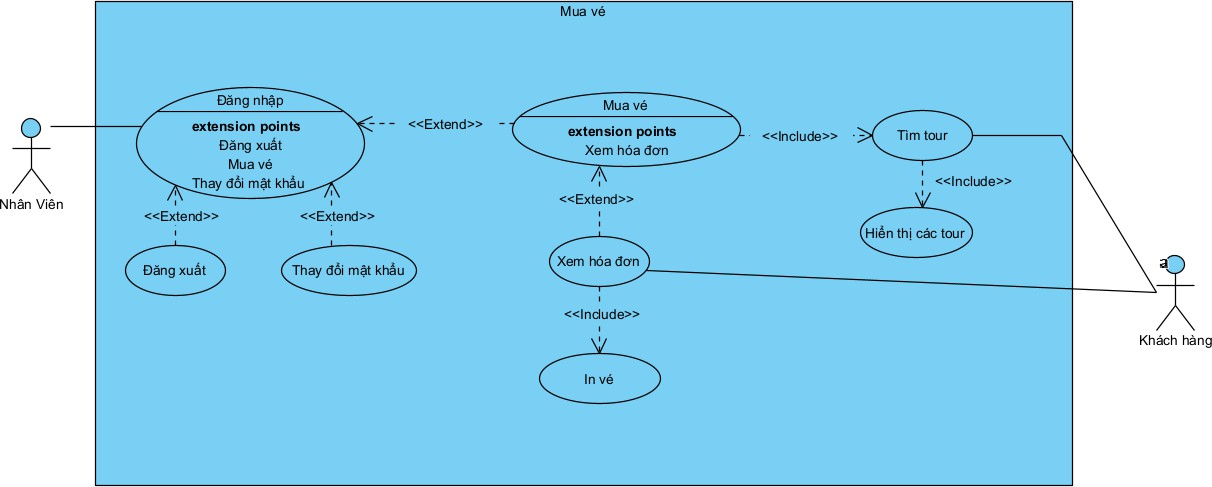 Mua vé
Đăng nhập
extension points
Đăng xuất
Mua vé
Thay đổi mật khẩu
<<Extend>>
Mua vé
extension points
Xem hóa đơn
<<Include>>
Tìm tour
<<Include>>
Hiển thị các tour
Nhân Viên
<<Extend>>
<<Extend>>
Đăng xuất
Thay đổi mật khẩu
<<Extend>>
Xem hóa đơn
<<Include>>
In vé
a
Khách hàng